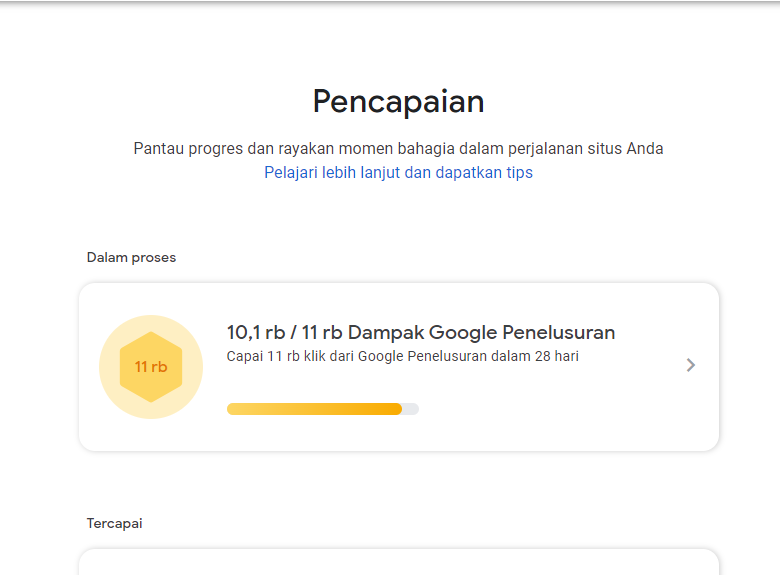 Pencapaian
Pantau progres dan rayakan momen bahagia dalam perjalanan situs Anda
Pelajari lebih lanjut dan dapatkan tips
Dalam proses
11 rb
10,1 rb / 11 rb Dampak Google Penelusuran
Capai 11 rb klik dari Google Penelusuran dalam 28 hari
Tercapai